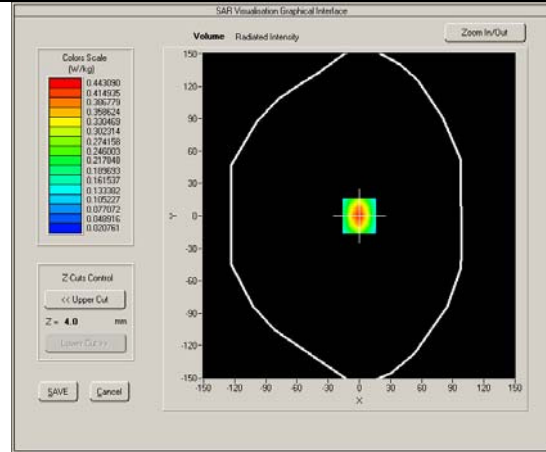 SAR Visualisation Graphical Interface
Volume Radiated Intensity
Zoom In/Out
Colors Scale
(W/kg)
0.443090
0.414935
0.386779
0.358624
0.330469
0.302314
0.274158
0.246003
0.217848
0.189693
0.161537
0.133382
0.105227
0.077072
0.048916
0.020761
Z-Cuts Control
<< Upper Cut
Z = 4.0 mm
Lower Cut >>
SAVE Cancel
150
120
90
60
30
0
-30
-60
-90
-120
-150
Y
-150 -120 -90 -60 -30 0 30 60 90 120 150
X